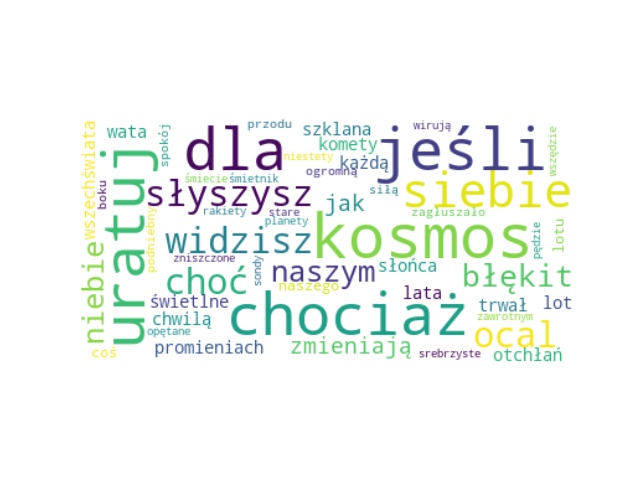 wszechświata
wata
spokój
przodu
szklana
wirują
dla
jeśli
komety
niestety
każdą
wszędzie
boku
uratuj
śmiecie
śmietnik
ogromną
słyszysz
siłą
siebie
jak
rakiety
stare
zagłuszało
podniebny
planety
kosmos
pędzie
lotu
niebie
widzisz
zniszczone
sondy
naszym
słońca
choć
błękit
naszego
lata
świetlne
chociaż
trwał
lot
chwilą
zawrotnym
opętane
ocal
coś
promieniach
zmieniają
srebrzyste
otchłań